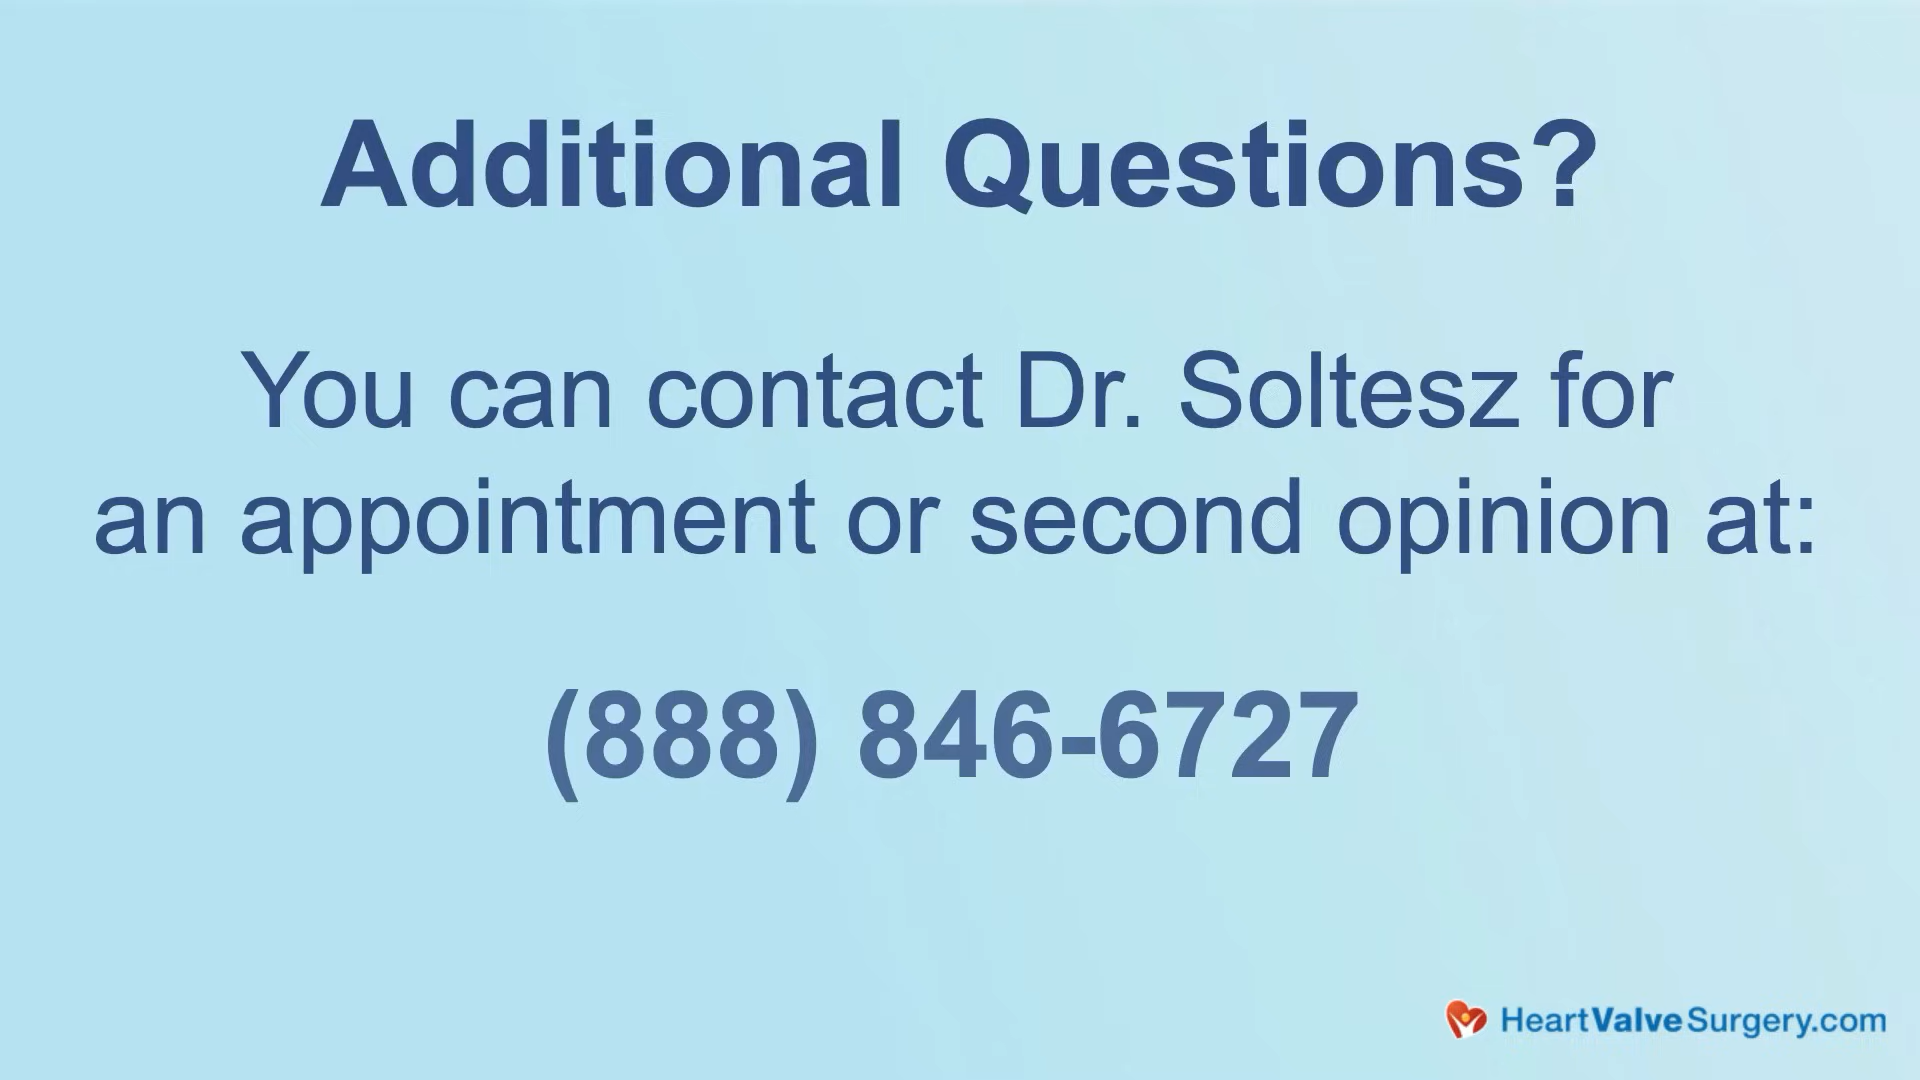 Additional Questions?
You can contact Dr. Soltesz for
an appointment or second opinion at:
(888) 846-6727
HeartValveSurgery.com